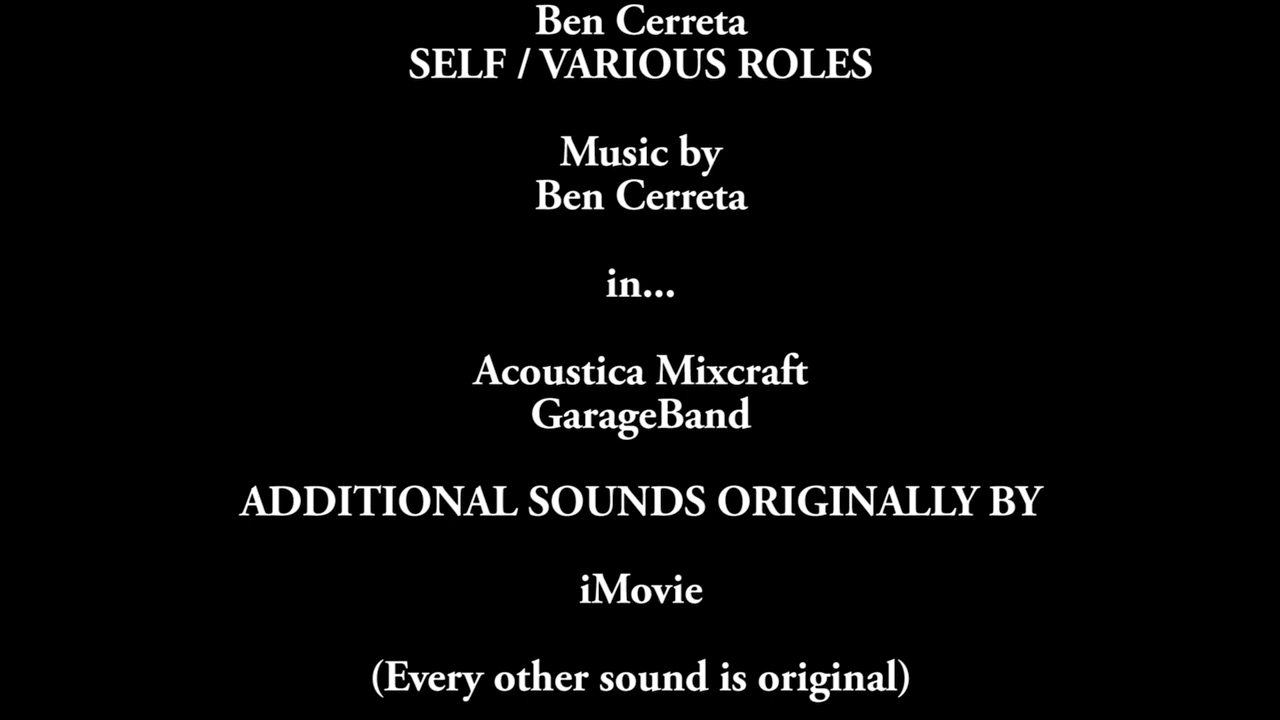 Ben Cerreta
SELF / VARIOUS ROLES
Music by
Ben Cerreta
in...
Acoustica Mixcraft
GarageBand
ADDITIONAL SOUNDS ORIGINALLY BY
iMovie
(Every other sound is original)